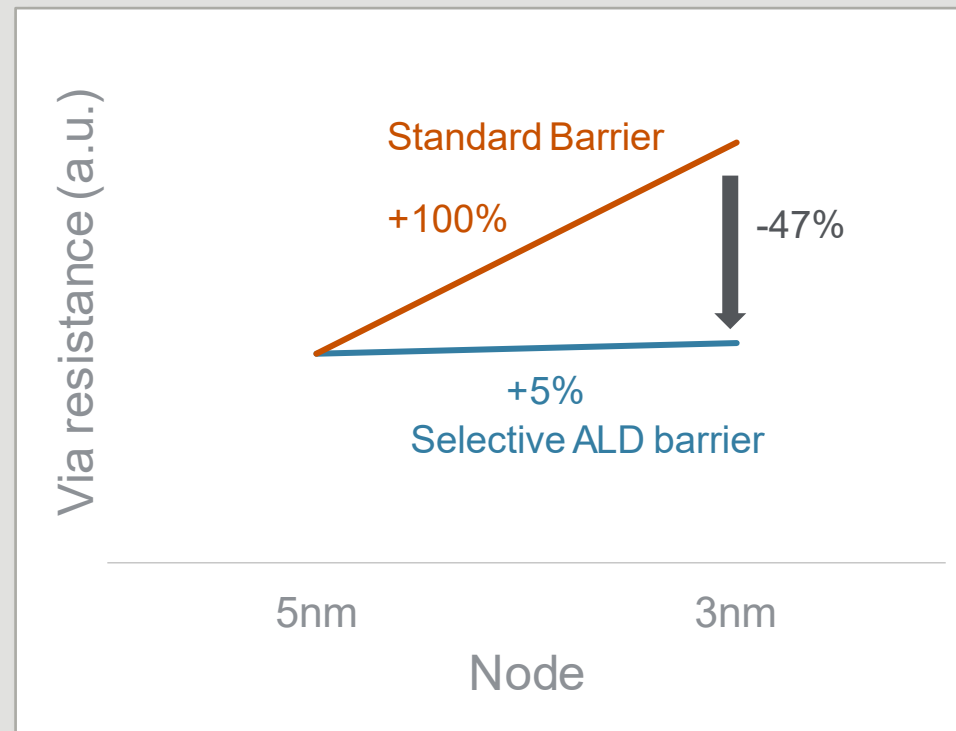 Via resistance (a.u.)
Standard Barrier
+100%
-47%
+5%
Selective ALD barrier
5nm
3nm
Node